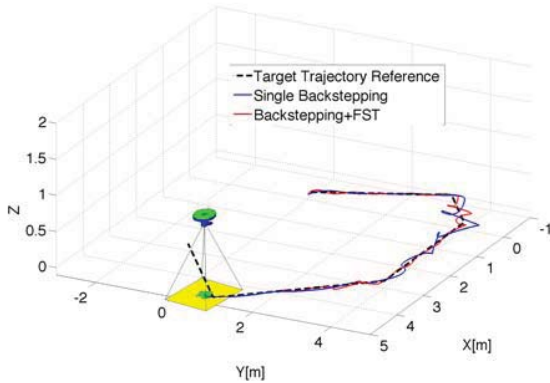 Target Trajectory Reference
Single Backstepping
Backstepping+FST
2
1.5
1
0.5
0
Z
-2
0
2
4
Y[m]
5
4
3
2
1
0
-1
X[m]